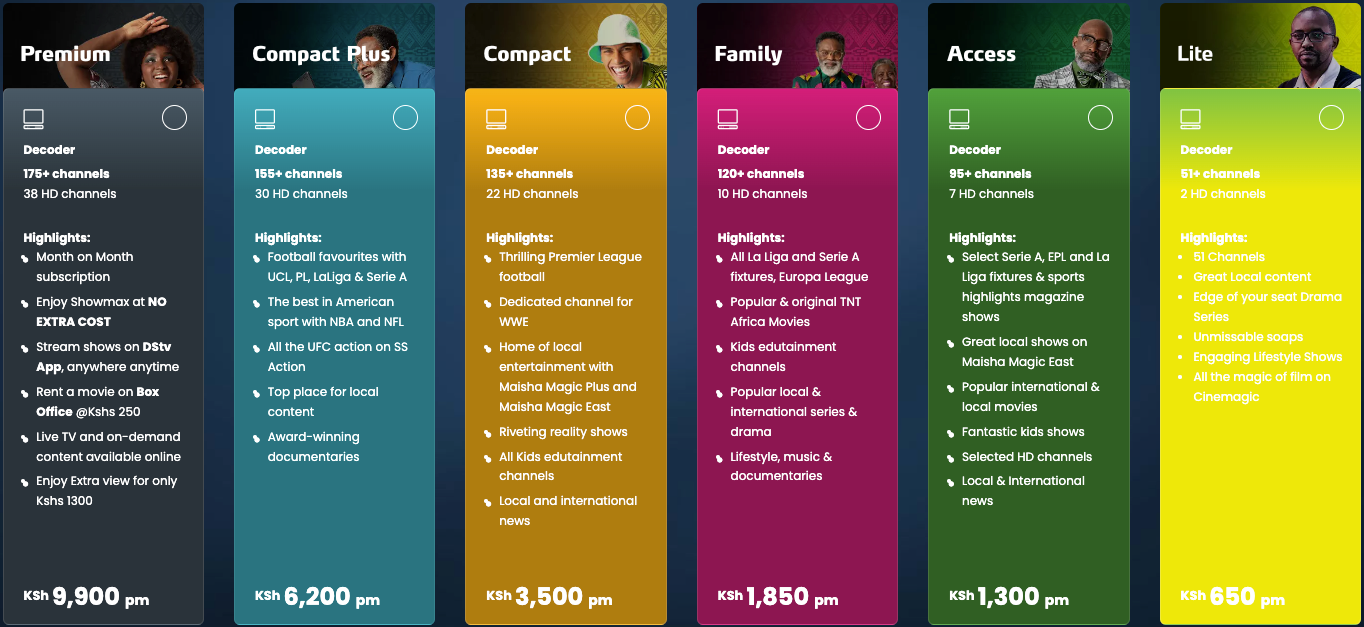 Premium
Decoder
175+ channels
38 HD channels
Highlights:
Month on Month
subscription
Enjoy Showmax at NO
EXTRA COST
Stream shows on DStv
App, anywhere anytime
Rent a movie on Box
Office @Kshs 250
Live TV and on-demand
content available online
Enjoy Extra view for only
Kshs 1300
KSh 9,900 pm
Compact Plus
Decoder
155+ channels
30 HD channels
Highlights:
Football favourites with
UCL, PL, LaLiga & Serie A
The best in American
sport with NBA and NFL
All the UFC action on SS
Action
Top place for local
content
Award-winning
documentaries
KSh 6,200 pm
Compact
Decoder
135+ channels
22 HD channels
Highlights:
Thrilling Premier League
football
Dedicated channel for
WWE
Home of local
entertainment with
Maisha Magic Plus and
Maisha Magic East
Riveting reality shows
All Kids edutainment
channels
Local and international
news
KSh 3,500 pm
Family
Decoder
120+ channels
10 HD channels
Highlights:
All La Liga and Serie A
fixtures, Europa League
Popular & original TNT
Africa Movies
Kids edutainment
channels
Popular local &
international series &
drama
Lifestyle, music &
documentaries
KSh 1,850 pm
Access
Decoder
95+ channels
7 HD channels
Highlights:
Select Serie A, EPL and La
Liga fixtures & sports
highlights magazine
shows
Great local shows on
Maisha Magic East
Popular international &
local movies
Fantastic kids shows
Selected HD channels
Local & International
news
KSh 1,300 pm
Lite
Decoder
51+ channels
2 HD channels
Highlights:
51 Channels
Great Local content
Edge of your seat Drama
Series
Unmissable soaps
Engaging Lifestyle Shows
All the magic of film on
Cinemagic
KSh 650 pm